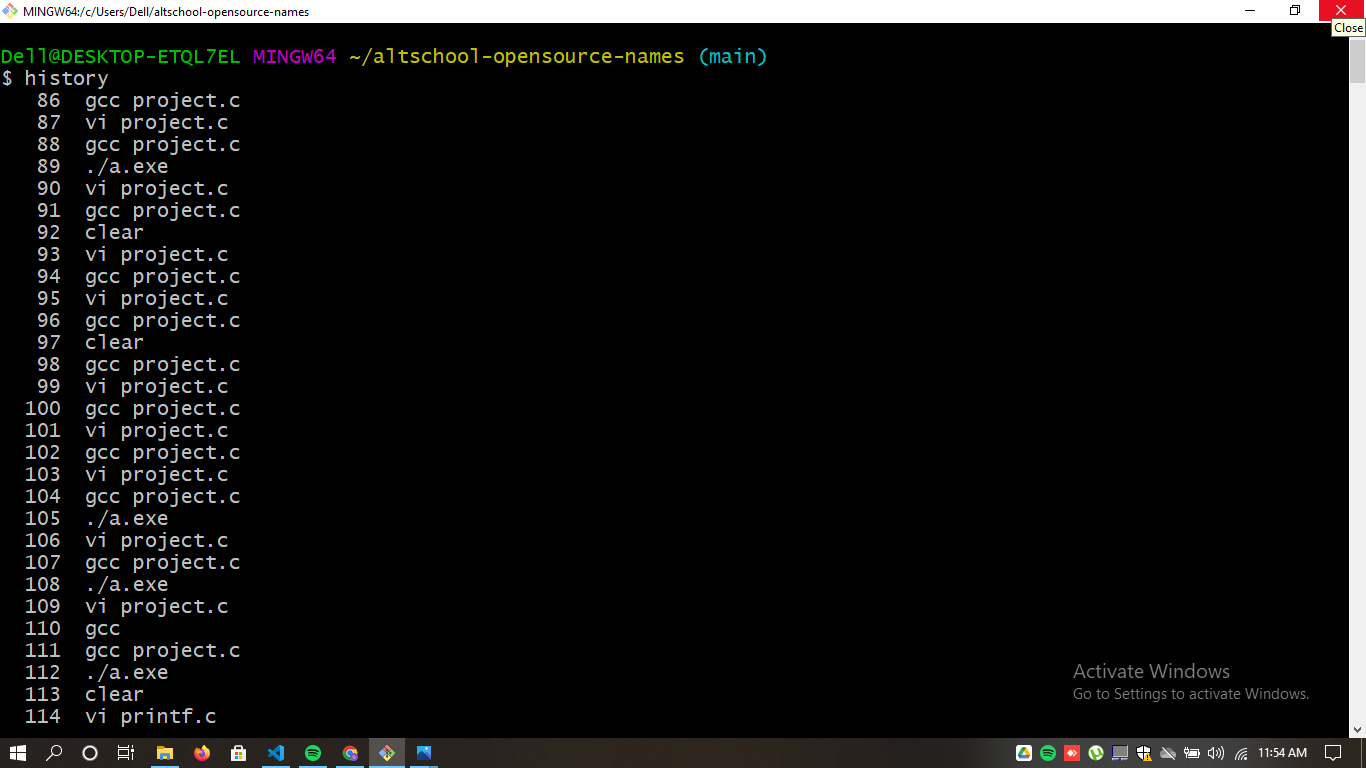 MINGW64:/c/Users/Dell/altschool-opensource-names
Close
Dell@DESKTOP-ETQL7EL MINGW64 ~/altschool-opensource-names (main)
$ history
86 gcc project.c
87 vi project.c
88 gcc project.c
89 ./a.exe
90 vi project.c
91 gcc project.c
92 clear
93 vi project.c
94 gcc project.c
95 vi project.c
96 gcc project.c
97 clear
98 gcc project.c
99 vi project.c
100 gcc project.c
101 vi project.c
102 gcc project.c
103 vi project.c
104 gcc project.c
105 ./a.exe
106 vi project.c
107 gcc project.c
108 ./a.exe
109 vi project.c
110 gcc
111 gcc project.c
112 ./a.exe
113 clear
114 vi printf.c
Activate Windows
Go to Settings to activate Windows.
11:54 AM